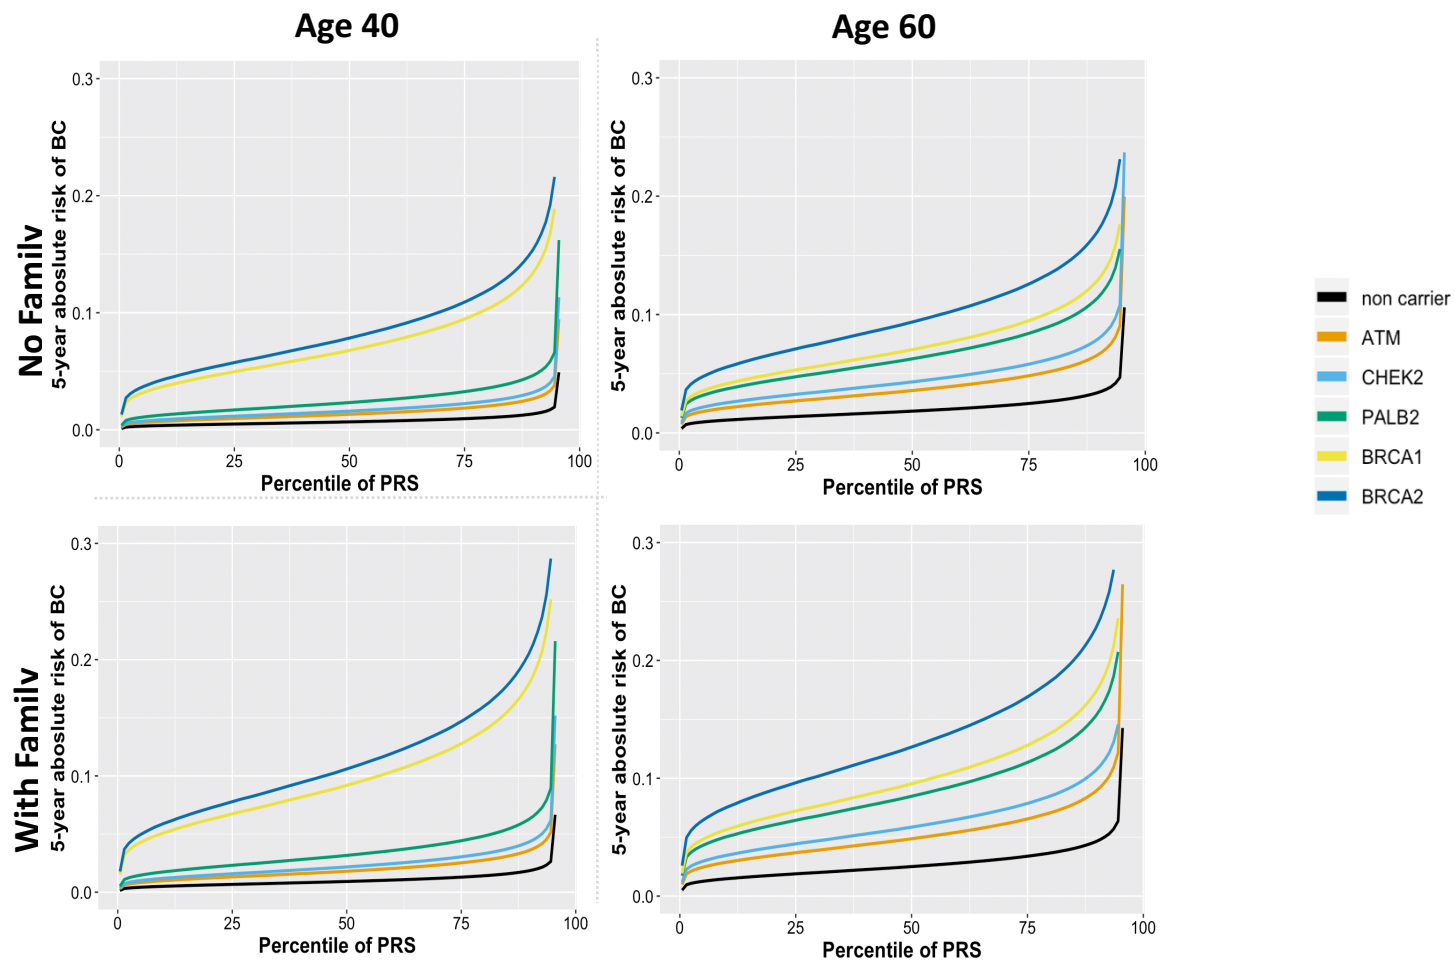 Age 40
Age 60
No Family
5-year aboslute risk of BC
0.3
0.2
0.1
0.0
0
25
50
75
100
Percentile of PRS
5-year aboslute risk of BC
0.3
0.2
0.1
0.0
0
25
50
75
100
Percentile of PRS
With Family
5-year aboslute risk of BC
0.3
0.2
0.1
0.0
0
25
50
75
100
Percentile of PRS
5-year aboslute risk of BC
0.3
0.2
0.1
0.0
0
25
50
75
100
Percentile of PRS
non carrier
ATM
CHEK2
PALB2
BRCA1
BRCA2